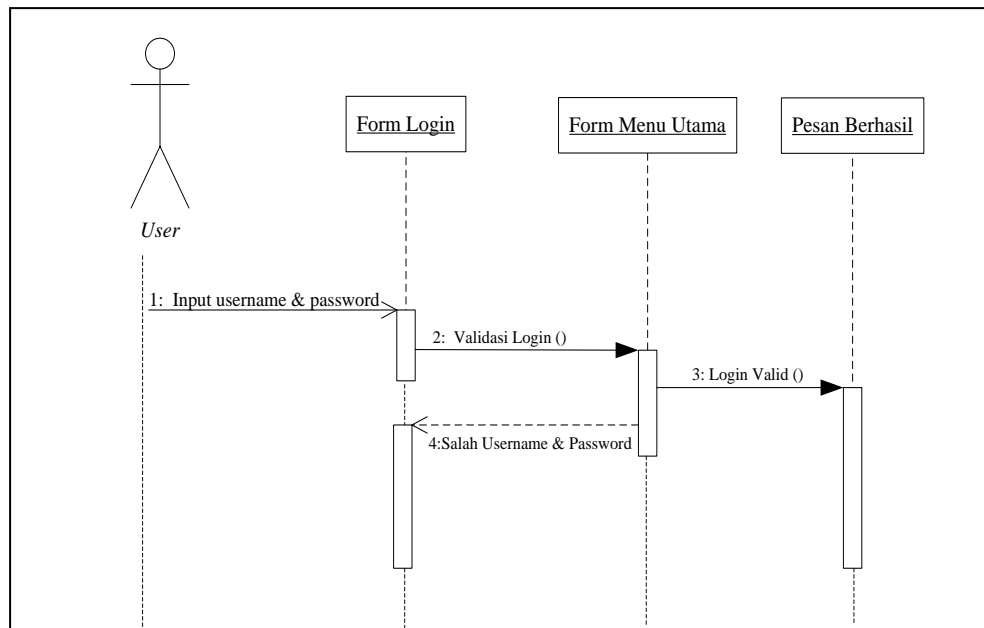 Form Login
Form Menu Utama
Pesan Berhasil
User
1: Input username & password
2: Validasi Login ()
3: Login Valid ()
4:Salah Username & Password